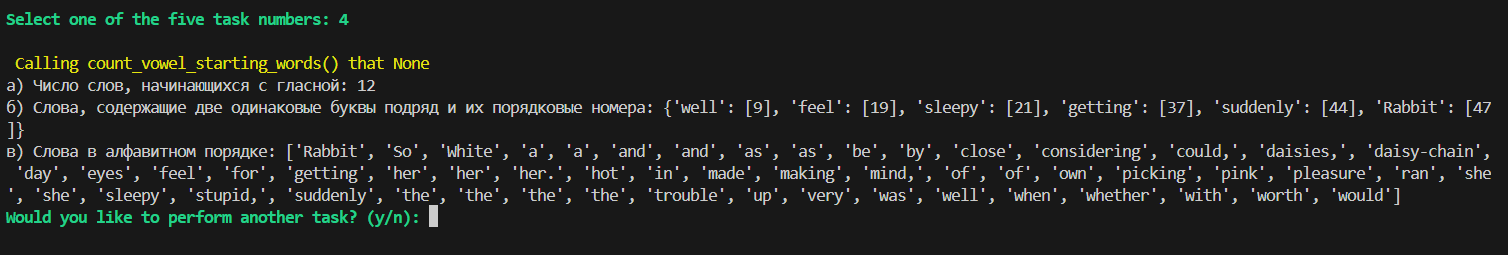 Select one of the five task numbers: 4
Calling count_vowel_starting_words() that None
а) Число слов, начинающихся с гласной: 12
б) Слова, содержащие две одинаковые буквы подряд и их порядковые номера: {'well': [9], 'feel': [19], 'sleepy': [21], 'getting': [37], 'suddenly': [44], 'Rabbit': [47
]}
в) Слова в алфавитном порядке: ['Rabbit', 'So', 'White', 'a', 'a', 'and', 'and', 'as', 'as', 'be', 'by', 'close', 'considering', 'could,', 'daisies,', 'daisy-chain',
'day', 'eyes', 'feel', 'for', 'getting', 'her', 'her', 'her.', 'hot', 'in', 'made', 'making', 'mind,', 'of', 'of', 'own', 'picking', 'pink', 'pleasure', 'ran', 'she
', 'she', 'sleepy', 'stupid,', 'suddenly', 'the', 'the', 'the', 'the', 'trouble', 'up', 'very', 'was', 'well', 'when', 'whether', 'with', 'worth', 'would']
Would you like to perform another task? (y/n):